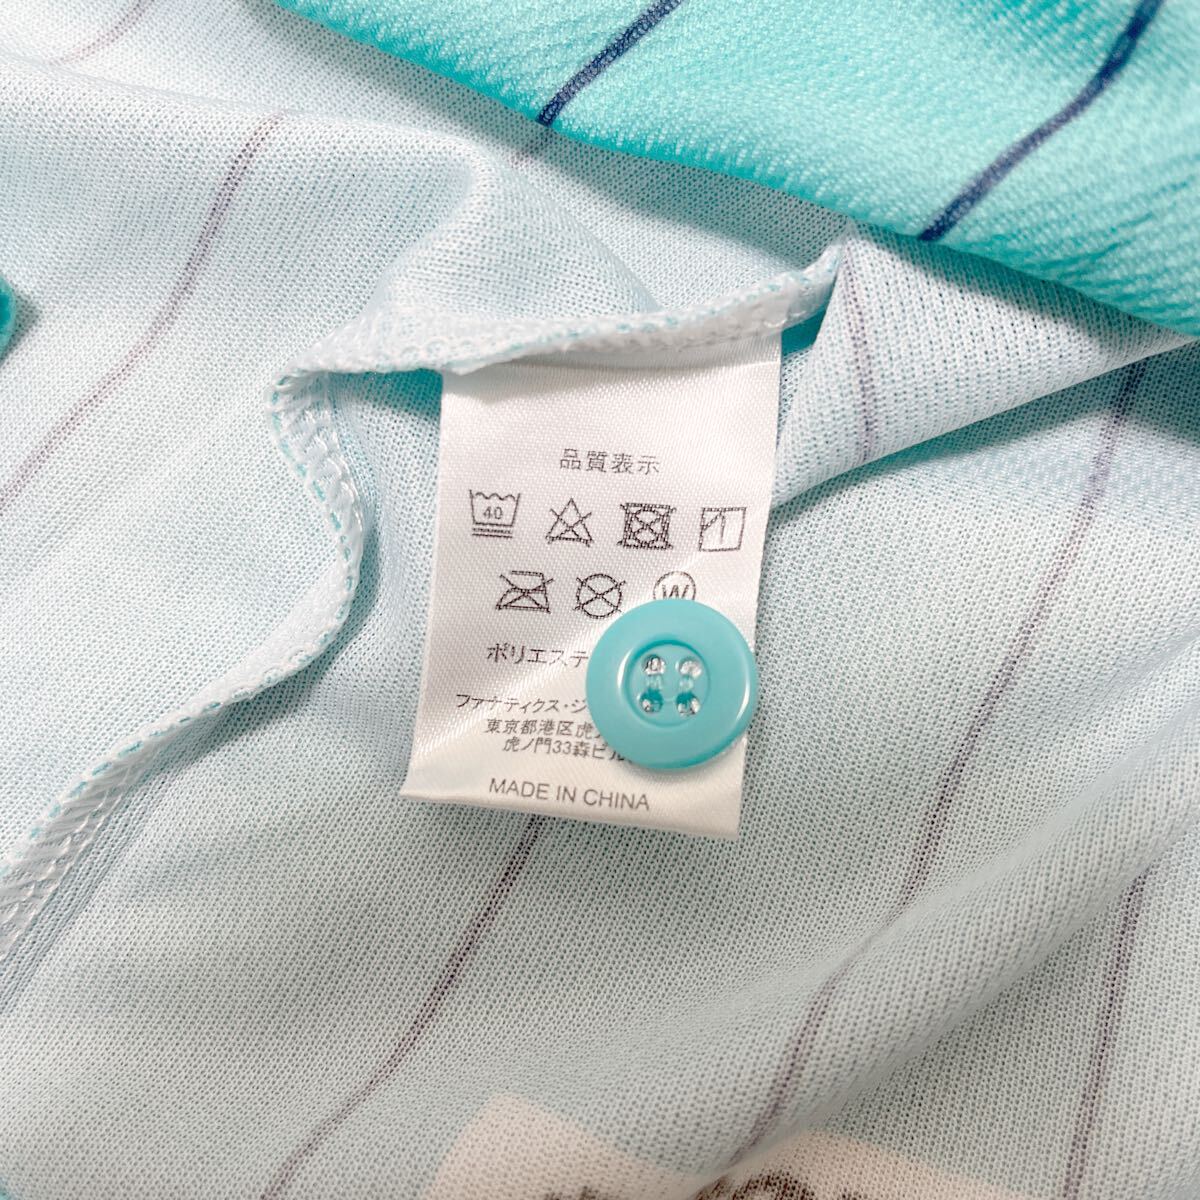 品質表示
40
W
ポリエステ
ファナティクス・ジ
東京都港区虎
虎ノ門33森ビル
MADE IN CHINA